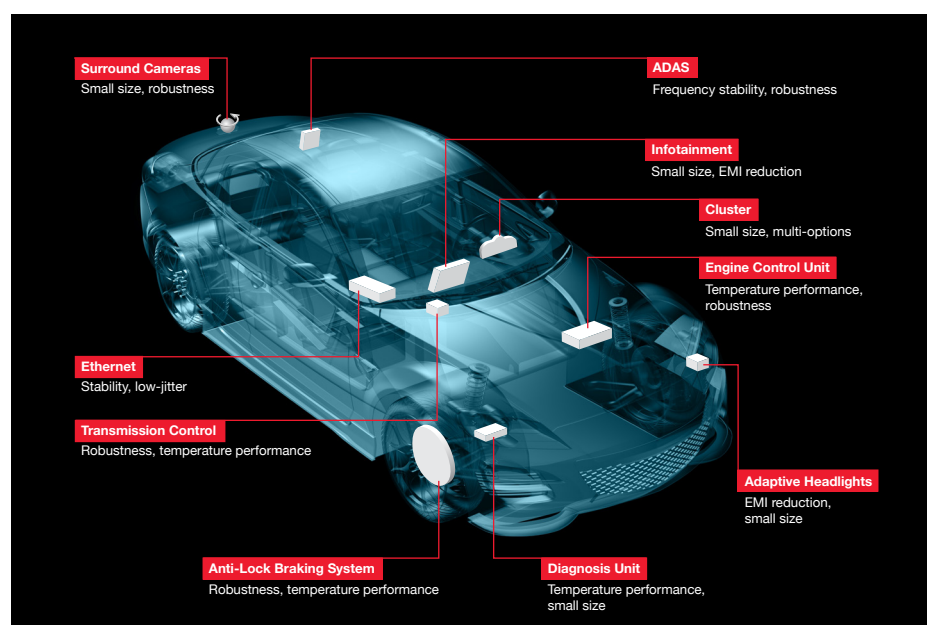 Surround Cameras
Small size, robustness
ADAS
Frequency stability, robustness
Infotainment
Small size, EMI reduction
Cluster
Small size, multi-options
Engine Control Unit
Temperature performance,
robustness
Ethernet
Stability, low-jitter
Transmission Control
Robustness, temperature performance
Adaptive Headlights
EMI reduction,
small size
Anti-Lock Braking System
Robustness, temperature performance
Diagnosis Unit
Temperature performance,
small size